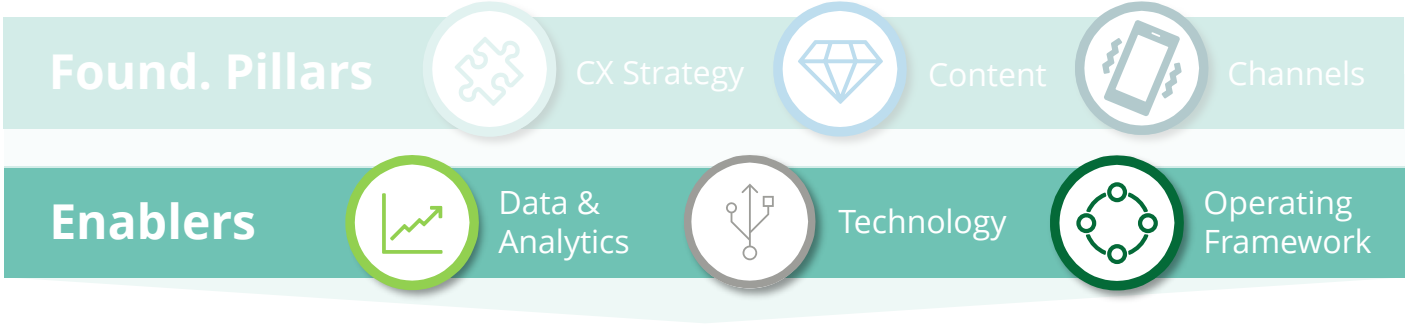 Found. Pillars
CX Strategy
Content
Channels
Enablers
Data &
Analytics
Technology
Operating
Framework